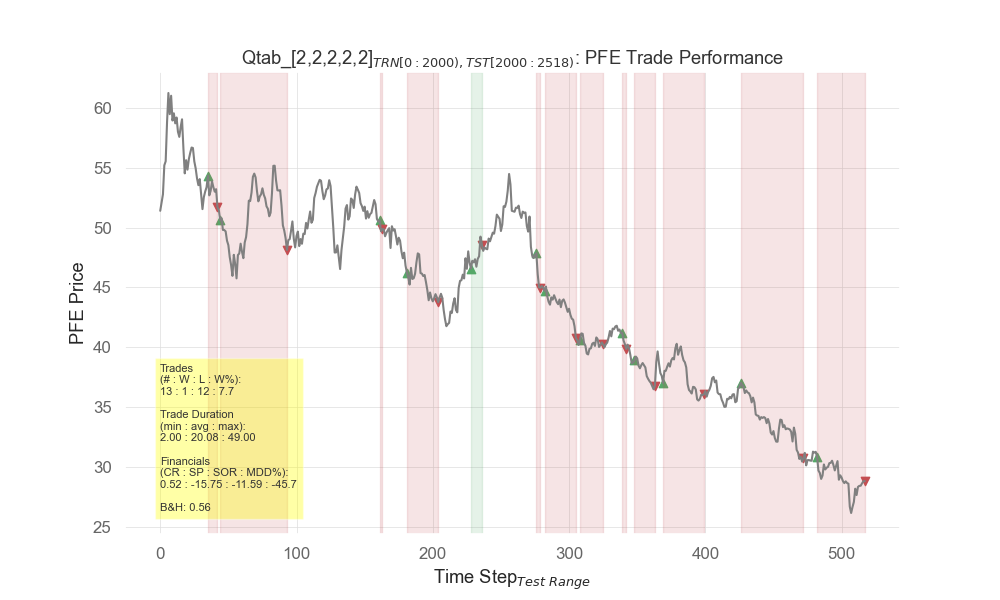 Qtab_[2,2,2,2,2]TRN[0 : 2000), TST[2000 : 2518): PFE Trade Performance
60
55
50
45
40
35
30
25
PFE Price
Trades
(# : W : L : W%):
13 : 1 : 12 : 7.7
Trade Duration
(min : avg : max):
2.00 : 20.08 : 49.00
Financials
(CR : SP : SOR : MDD%):
0.52 : -15.75 : -11.59 : -45.7
B&H: 0.56
0 100 200 300 400 500
Time StepTest Range